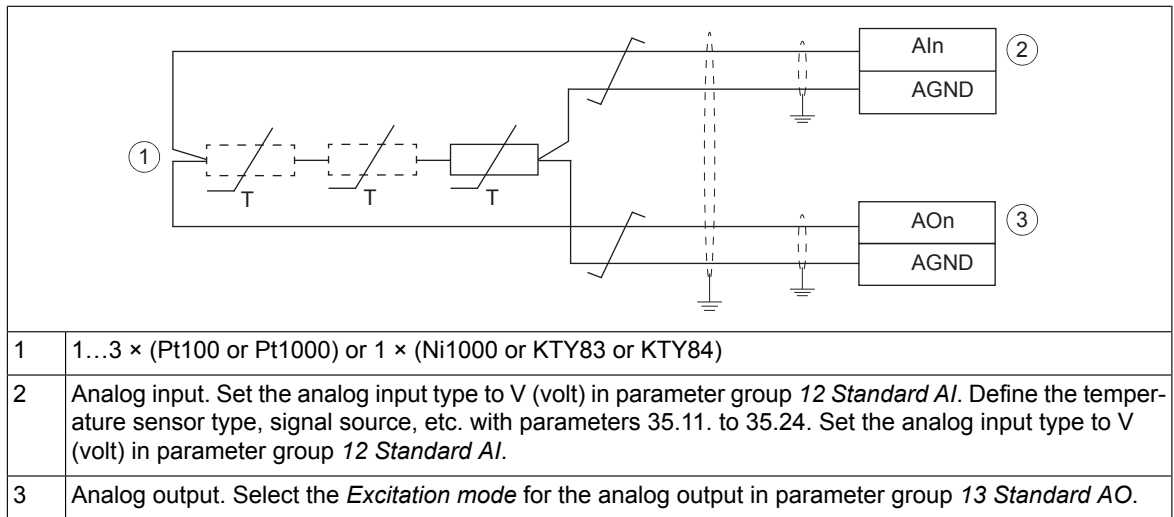 AIn
2
AGND
1
T
T
T
AOn
3
AGND
1 1…3 × (Pt100 or Pt1000) or 1 × (Ni1000 or KTY83 or KTY84)
2 Analog input. Set the analog input type to V (volt) in parameter group 12 Standard AI. Define the temper-
ature sensor type, signal source, etc. with parameters 35.11. to 35.24. Set the analog input type to V
(volt) in parameter group 12 Standard AI.
3 Analog output. Select the Excitation mode for the analog output in parameter group 13 Standard AO.